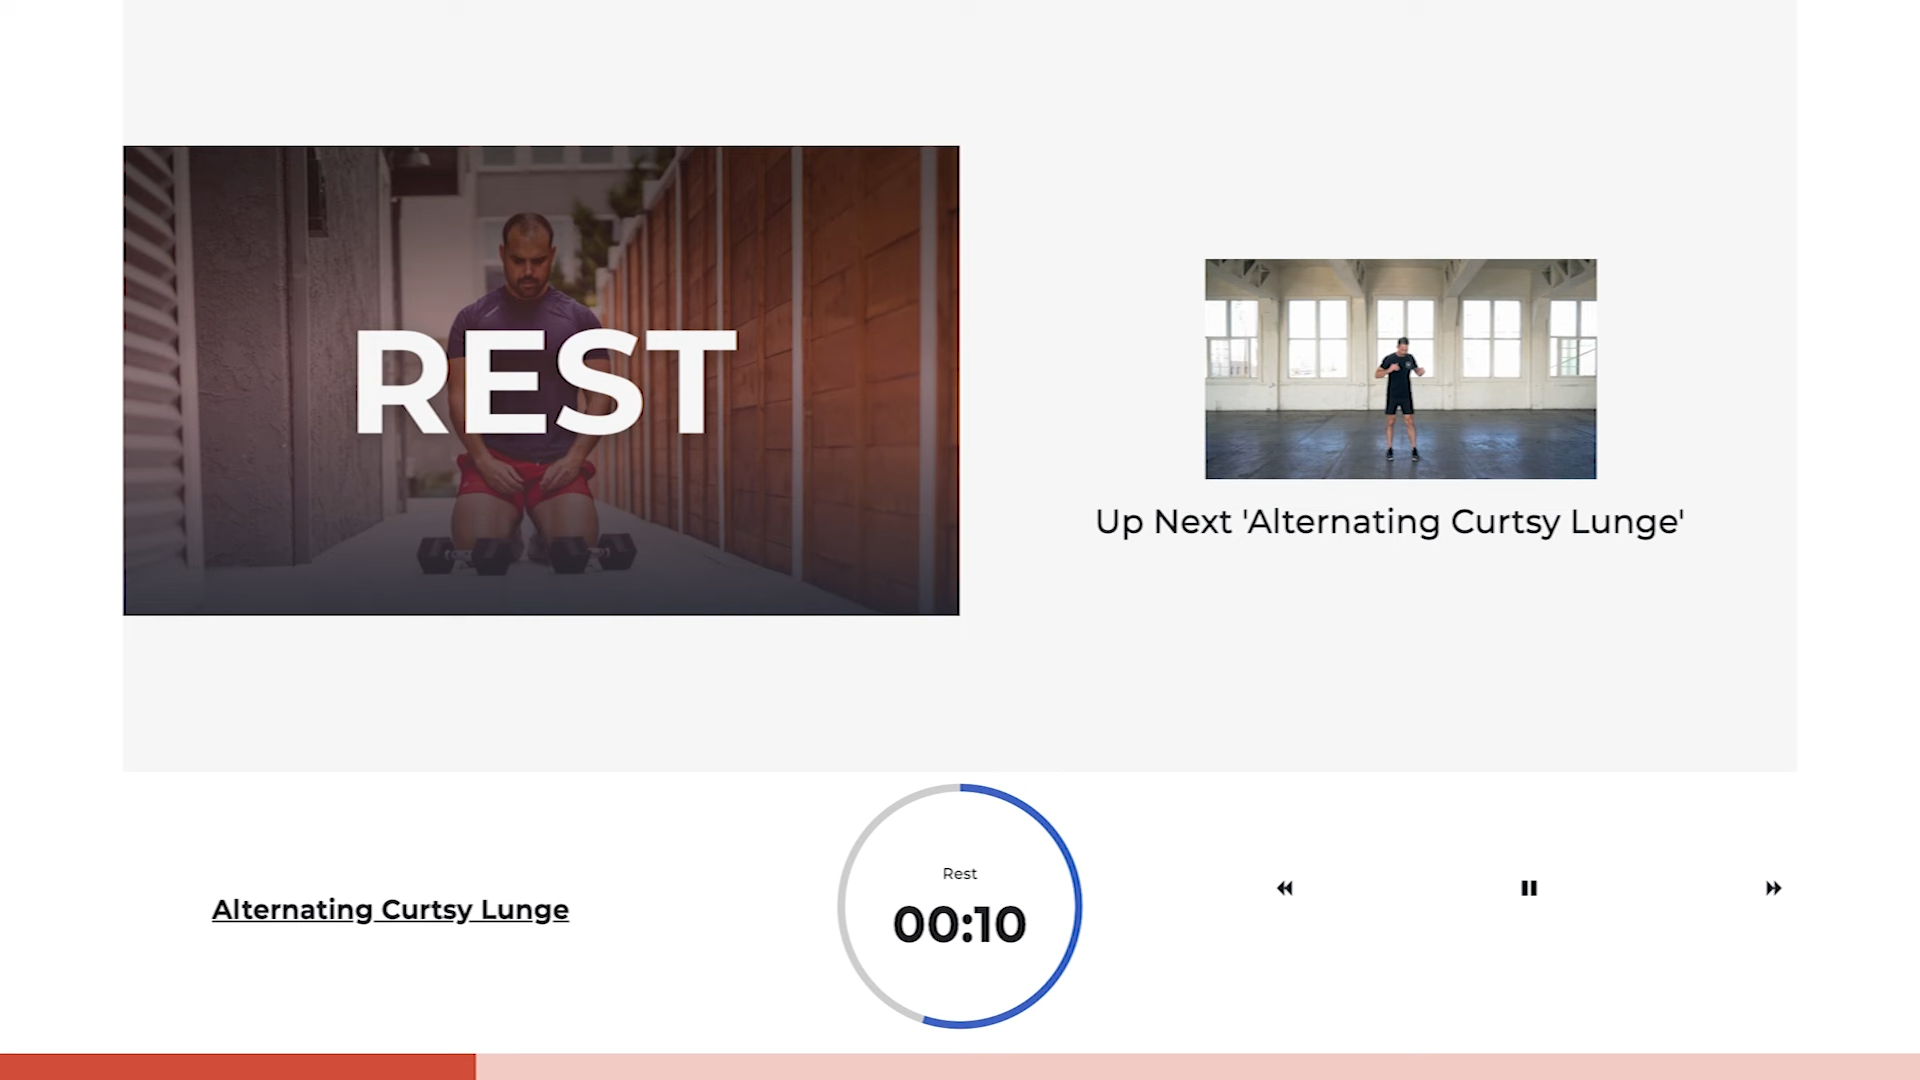 REST
Up Next 'Alternating Curtsy Lunge'
Alternating Curtsy Lunge
Rest
00:10